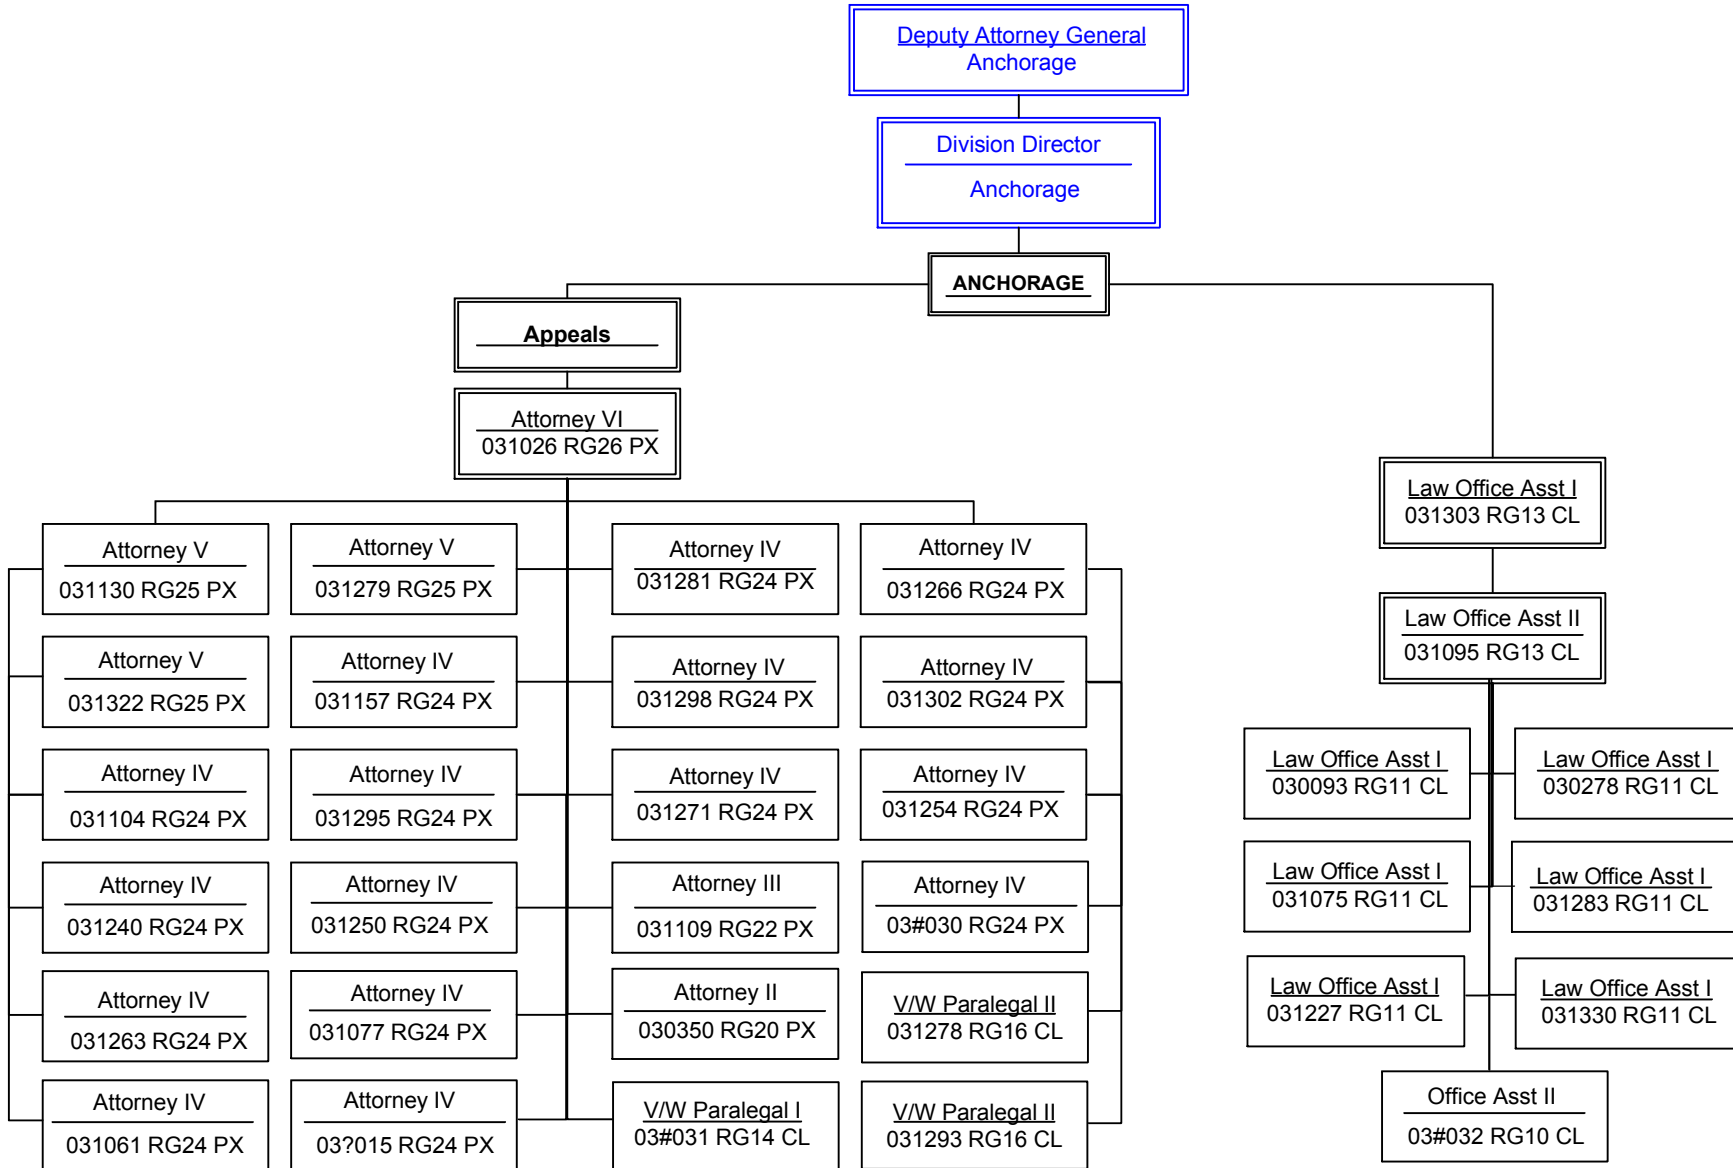 Deputy Attorney General
Anchorage
Division Director
Anchorage
ANCHORAGE
Appeals
Attorney VI
031026 RG26 PX
Attorney V
031130 RG25 PX
Attorney V
031279 RG25 PX
Attorney IV
031281 RG24 PX
Attorney IV
031266 RG24 PX
Attorney V
031322 RG25 PX
Attorney IV
031157 RG24 PX
Attorney IV
031298 RG24 PX
Attorney IV
031302 RG24 PX
Attorney IV
031104 RG24 PX
Attorney IV
031295 RG24 PX
Attorney IV
031271 RG24 PX
Attorney IV
031254 RG24 PX
Attorney IV
031240 RG24 PX
Attorney IV
031250 RG24 PX
Attorney III
031109 RG22 PX
Attorney IV
03#030 RG24 PX
Attorney IV
031263 RG24 PX
Attorney IV
031077 RG24 PX
Attorney II
030350 RG20 PX
V/W Paralegal II
031278 RG16 CL
Attorney IV
031061 RG24 PX
Attorney IV
03?015 RG24 PX
V/W Paralegal I
03#031 RG14 CL
V/W Paralegal II
031293 RG16 CL
Law Office Asst I
031303 RG13 CL
Law Office Asst II
031095 RG13 CL
Law Office Asst I
030093 RG11 CL
Law Office Asst I
030278 RG11 CL
Law Office Asst I
031075 RG11 CL
Law Office Asst I
031283 RG11 CL
Law Office Asst I
031227 RG11 CL
Law Office Asst I
031330 RG11 CL
Office Asst II
03#032 RG10 CL